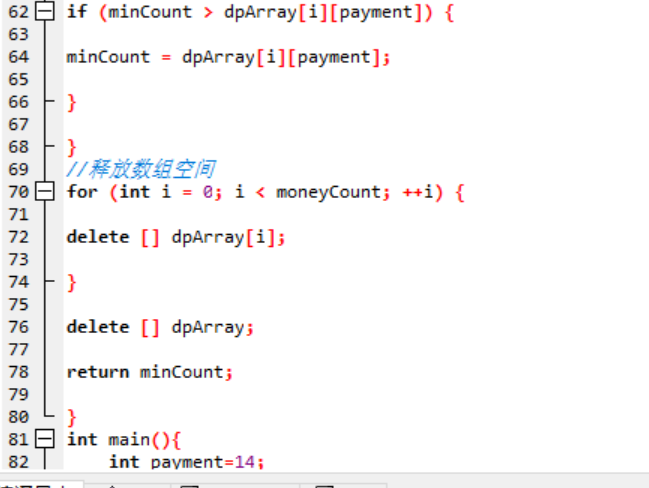 62 if (minCount > dpArray[i][payment]) {
63
64 minCount = dpArray[i][payment];
65
66 }
67
68 }
69 //释放数组空间
70 for (int i = 0; i < moneyCount; ++i) {
71
72 delete [] dpArray[i];
73
74 }
75
76 delete [] dpArray;
77
78 return minCount;
79
80 }
81 int main(){
82 int payment=14;